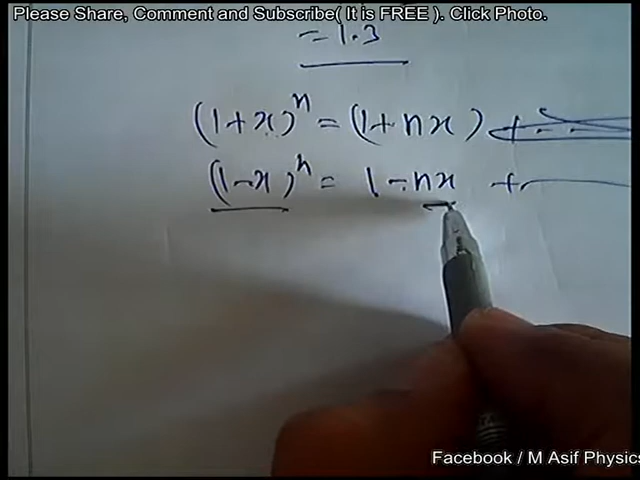 Please Share, Comment and Subscribe( It is FREE ). Click Photo.
= 1.3
(1+x)ⁿ = (1+nx) + ...
(1-x)ⁿ = 1-nx +
Facebook / M Asif Physics